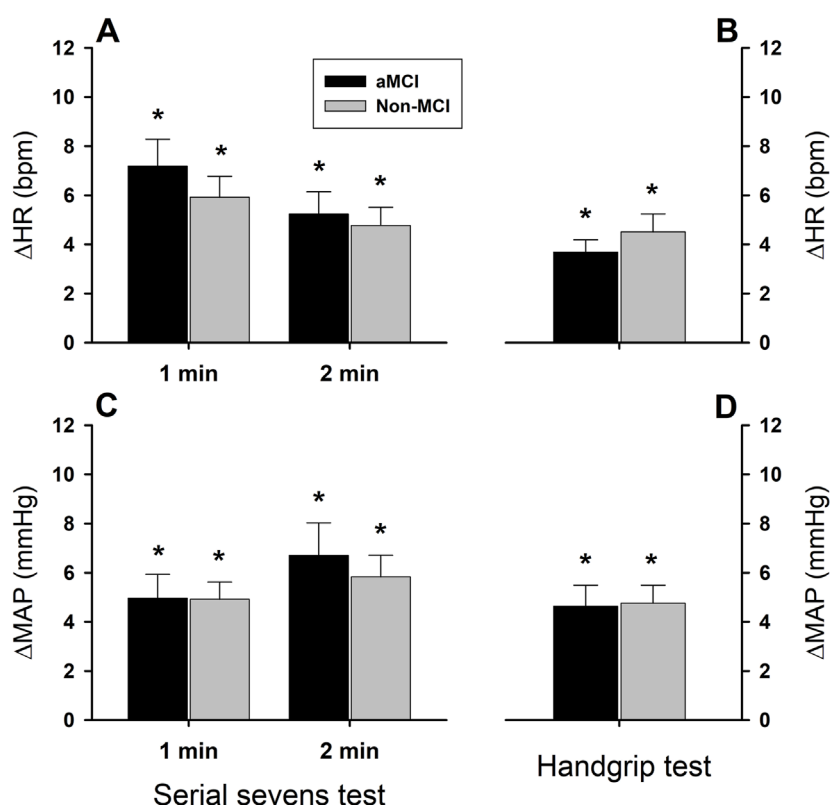 A
B
12
10
8
6
4
2
0
ΔHR (bpm)
aMCI
Non-MCI
* * * *
1 min 2 min
* *
12
10
8
6
4
2
0
ΔHR (bpm)
C
D
12
10
8
6
4
2
0
ΔMAP (mmHg)
* * * *
1 min 2 min
Serial sevens test
* *
12
10
8
6
4
2
0
ΔMAP (mmHg)
Handgrip test